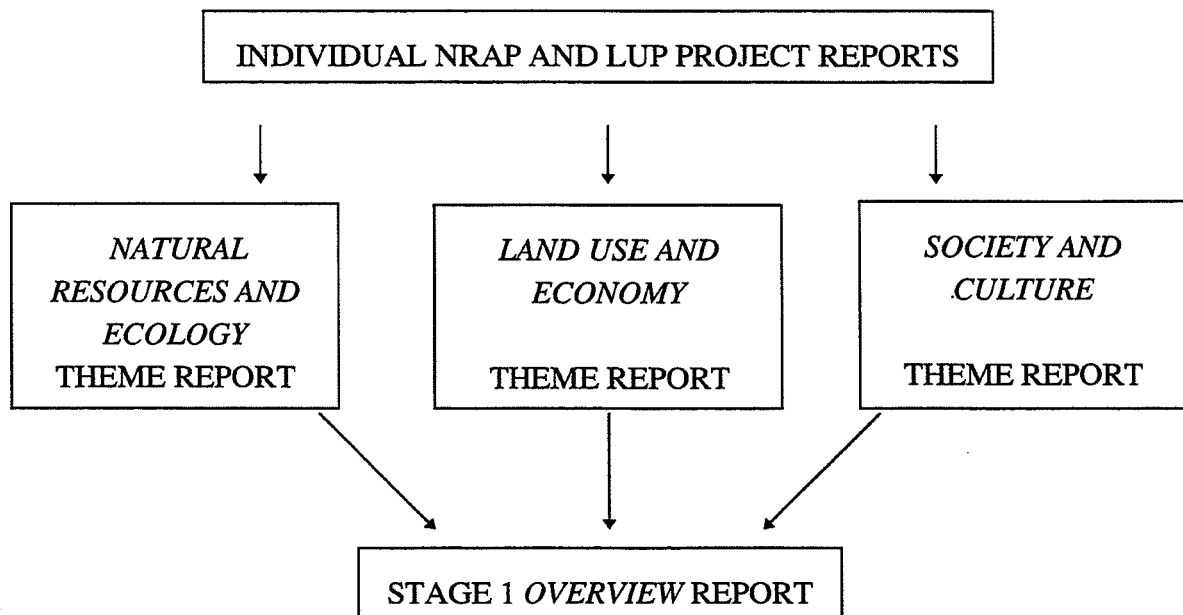 INDIVIDUAL NRAP AND LUP PROJECT REPORTS
NATURAL
RESOURCES AND
ECOLOGY
THEME REPORT
LAND USE AND
ECONOMY
THEME REPORT
SOCIETY AND
CULTURE
THEME REPORT
STAGE 1 OVERVIEW REPORT